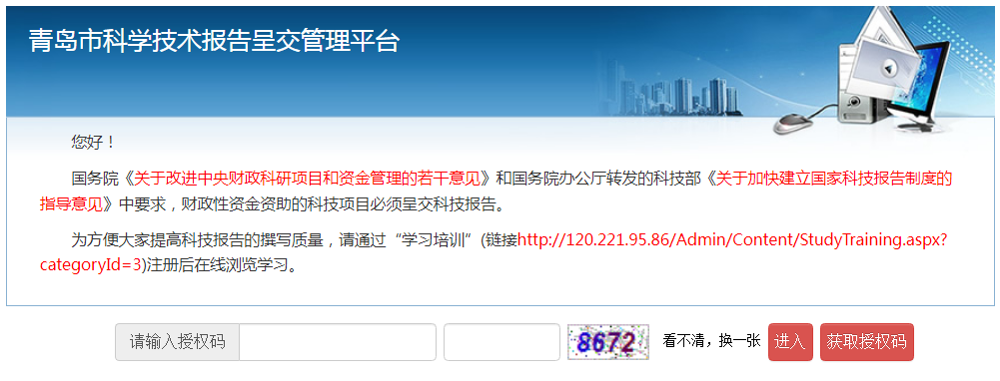 青岛市科学技术报告呈交管理平台
您好！
国务院《关于改进中央财政科研项目和资金管理的若干意见》和国务院办公厅转发的科技部《关于加快建立国家科技报告制度的
指导意见》中要求，财政性资金资助的科技项目必须呈交科技报告。
为方便大家提高科技报告的撰写质量，请通过“学习培训”(链接http://120.221.95.86/Admin/Content/StudyTraining.aspx?
categoryId=3)注册后在线浏览学习。
请输入授权码 8672 看不清，换一张 进入 获取授权码